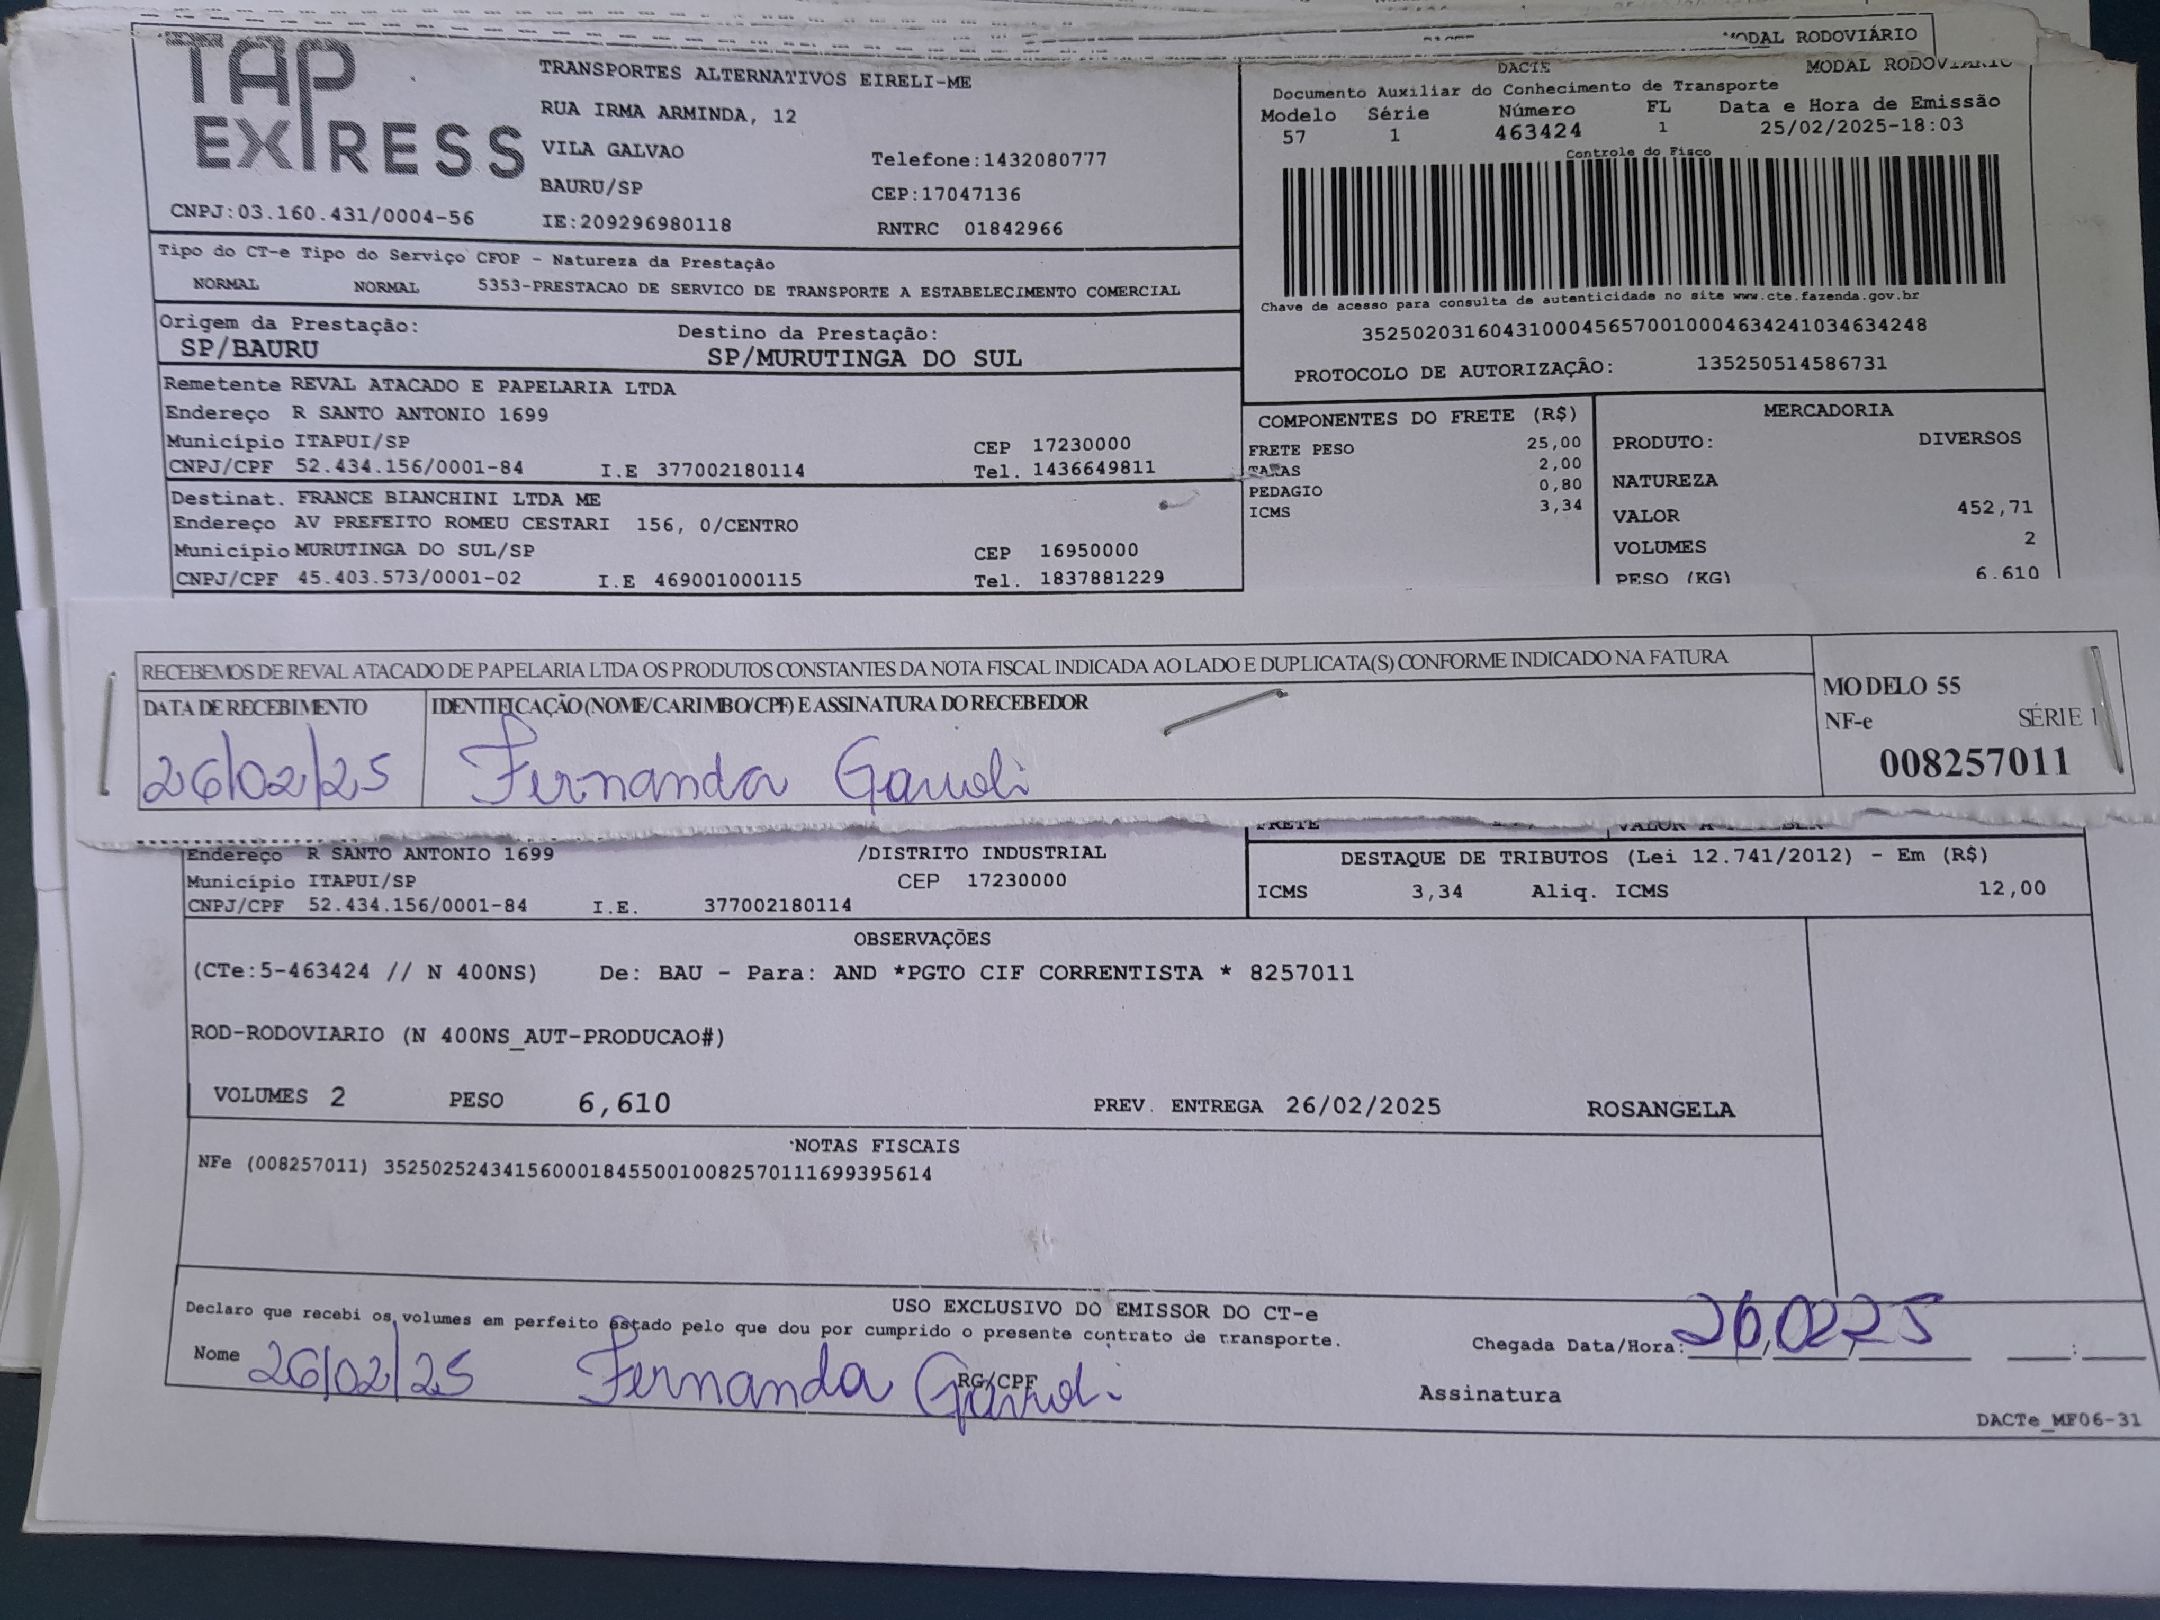 MODAL RODOVIÁRIO
TAP
EXPRESS
TRANSPORTES ALTERNATIVOS EIRELI-ME
RUA IRMA ARMINDA, 12
VILA GALVAO
Telefone:1432080777
BAURU/SP
CEP:17047136
CNPJ:03.160.431/0004-56
IE:209296980118
RNTRC 01842966
DACTE
MODAL RODOVIÁRIO
Documento Auxiliar do Conhecimento de Transporte
Modelo Série Número FL Data e Hora de Emissão
57 1 463424 1 25/02/2025-18:03
Controle do Fisco
Chave de acesso para consulta de autenticidade no site www.cte.fazenda.gov.br
35250203160431000456570010004634241034634248
PROTOCOLO DE AUTORIZAÇÃO: 135250514586731
Tipo do CT-e Tipo do Serviço CFOP - Natureza da Prestação
NORMAL NORMAL 5353-PRESTACAO DE SERVICO DE TRANSPORTE A ESTABELECIMENTO COMERCIAL
Origem da Prestação: Destino da Prestação:
SP/BAURU SP/MURUTINGA DO SUL
Remetente REVAL ATACADO E PAPELARIA LTDA
Endereço R SANTO ANTONIO 1699
Município ITAPUI/SP CEP 17230000
CNPJ/CPF 52.434.156/0001-84 I.E 377002180114 Tel. 1436649811
Destinat. FRANCE BIANCHINI LTDA ME
Endereço AV PREFEITO ROMEU CESTARI 156, 0/CENTRO
Município MURUTINGA DO SUL/SP CEP 16950000
CNPJ/CPF 45.403.573/0001-02 I.E 469001000115 Tel. 1837881229
COMPONENTES DO FRETE (R$)
FRETE PESO 25,00
TAXAS 2,00
PEDAGIO 0,80
ICMS 3,34
MERCADORIA
PRODUTO: DIVERSOS
NATUREZA
VALOR 452,71
VOLUMES 2
PESO (KG) 6.610
RECEBEMOS DE REVAL ATACADO DE PAPELARIA LTDA OS PRODUTOS CONSTANTES DA NOTA FISCAL INDICADA AO LADO E DUPLICATA(S) CONFORME INDICADO NA FATURA
DATA DE RECEBIMENTO IDENTIFICAÇÃO (NOME/CARIMBO/CPF) E ASSINATURA DO RECEBEDOR
26/02/25 Fernanda
MODELO 55
NF-e SÉRIE 1
008257011
FRETE
Endereço R SANTO ANTONIO 1699 /DISTRITO INDUSTRIAL
Município ITAPUI/SP CEP 17230000
CNPJ/CPF 52.434.156/0001-84 I.E. 377002180114
DESTAQUE DE TRIBUTOS (Lei 12.741/2012) - Em (R$)
ICMS 3,34 Aliq. ICMS 12,00
OBSERVAÇÕES
(CTe:5-463424 // N 400NS) De: BAU - Para: AND *PGTO CIF CORRENTISTA * 8257011
ROD-RODOVIARIO (N 400NS_AUT-PRODUCAO#)
VOLUMES 2 PESO 6,610 PREV. ENTREGA 26/02/2025 ROSANGELA
NOTAS FISCAIS
NFe (008257011) 35250252434156000184550010082570111699395614
USO EXCLUSIVO DO EMISSOR DO CT-e
Declaro que recebi os volumes em perfeito estado pelo que dou por cumprido o presente contrato de transporte.
Chegada Data/Hora: 26,02,25 __:__
Nome 26/02/25 Fernanda RG/CPF
Assinatura
DACTe_MF06-31